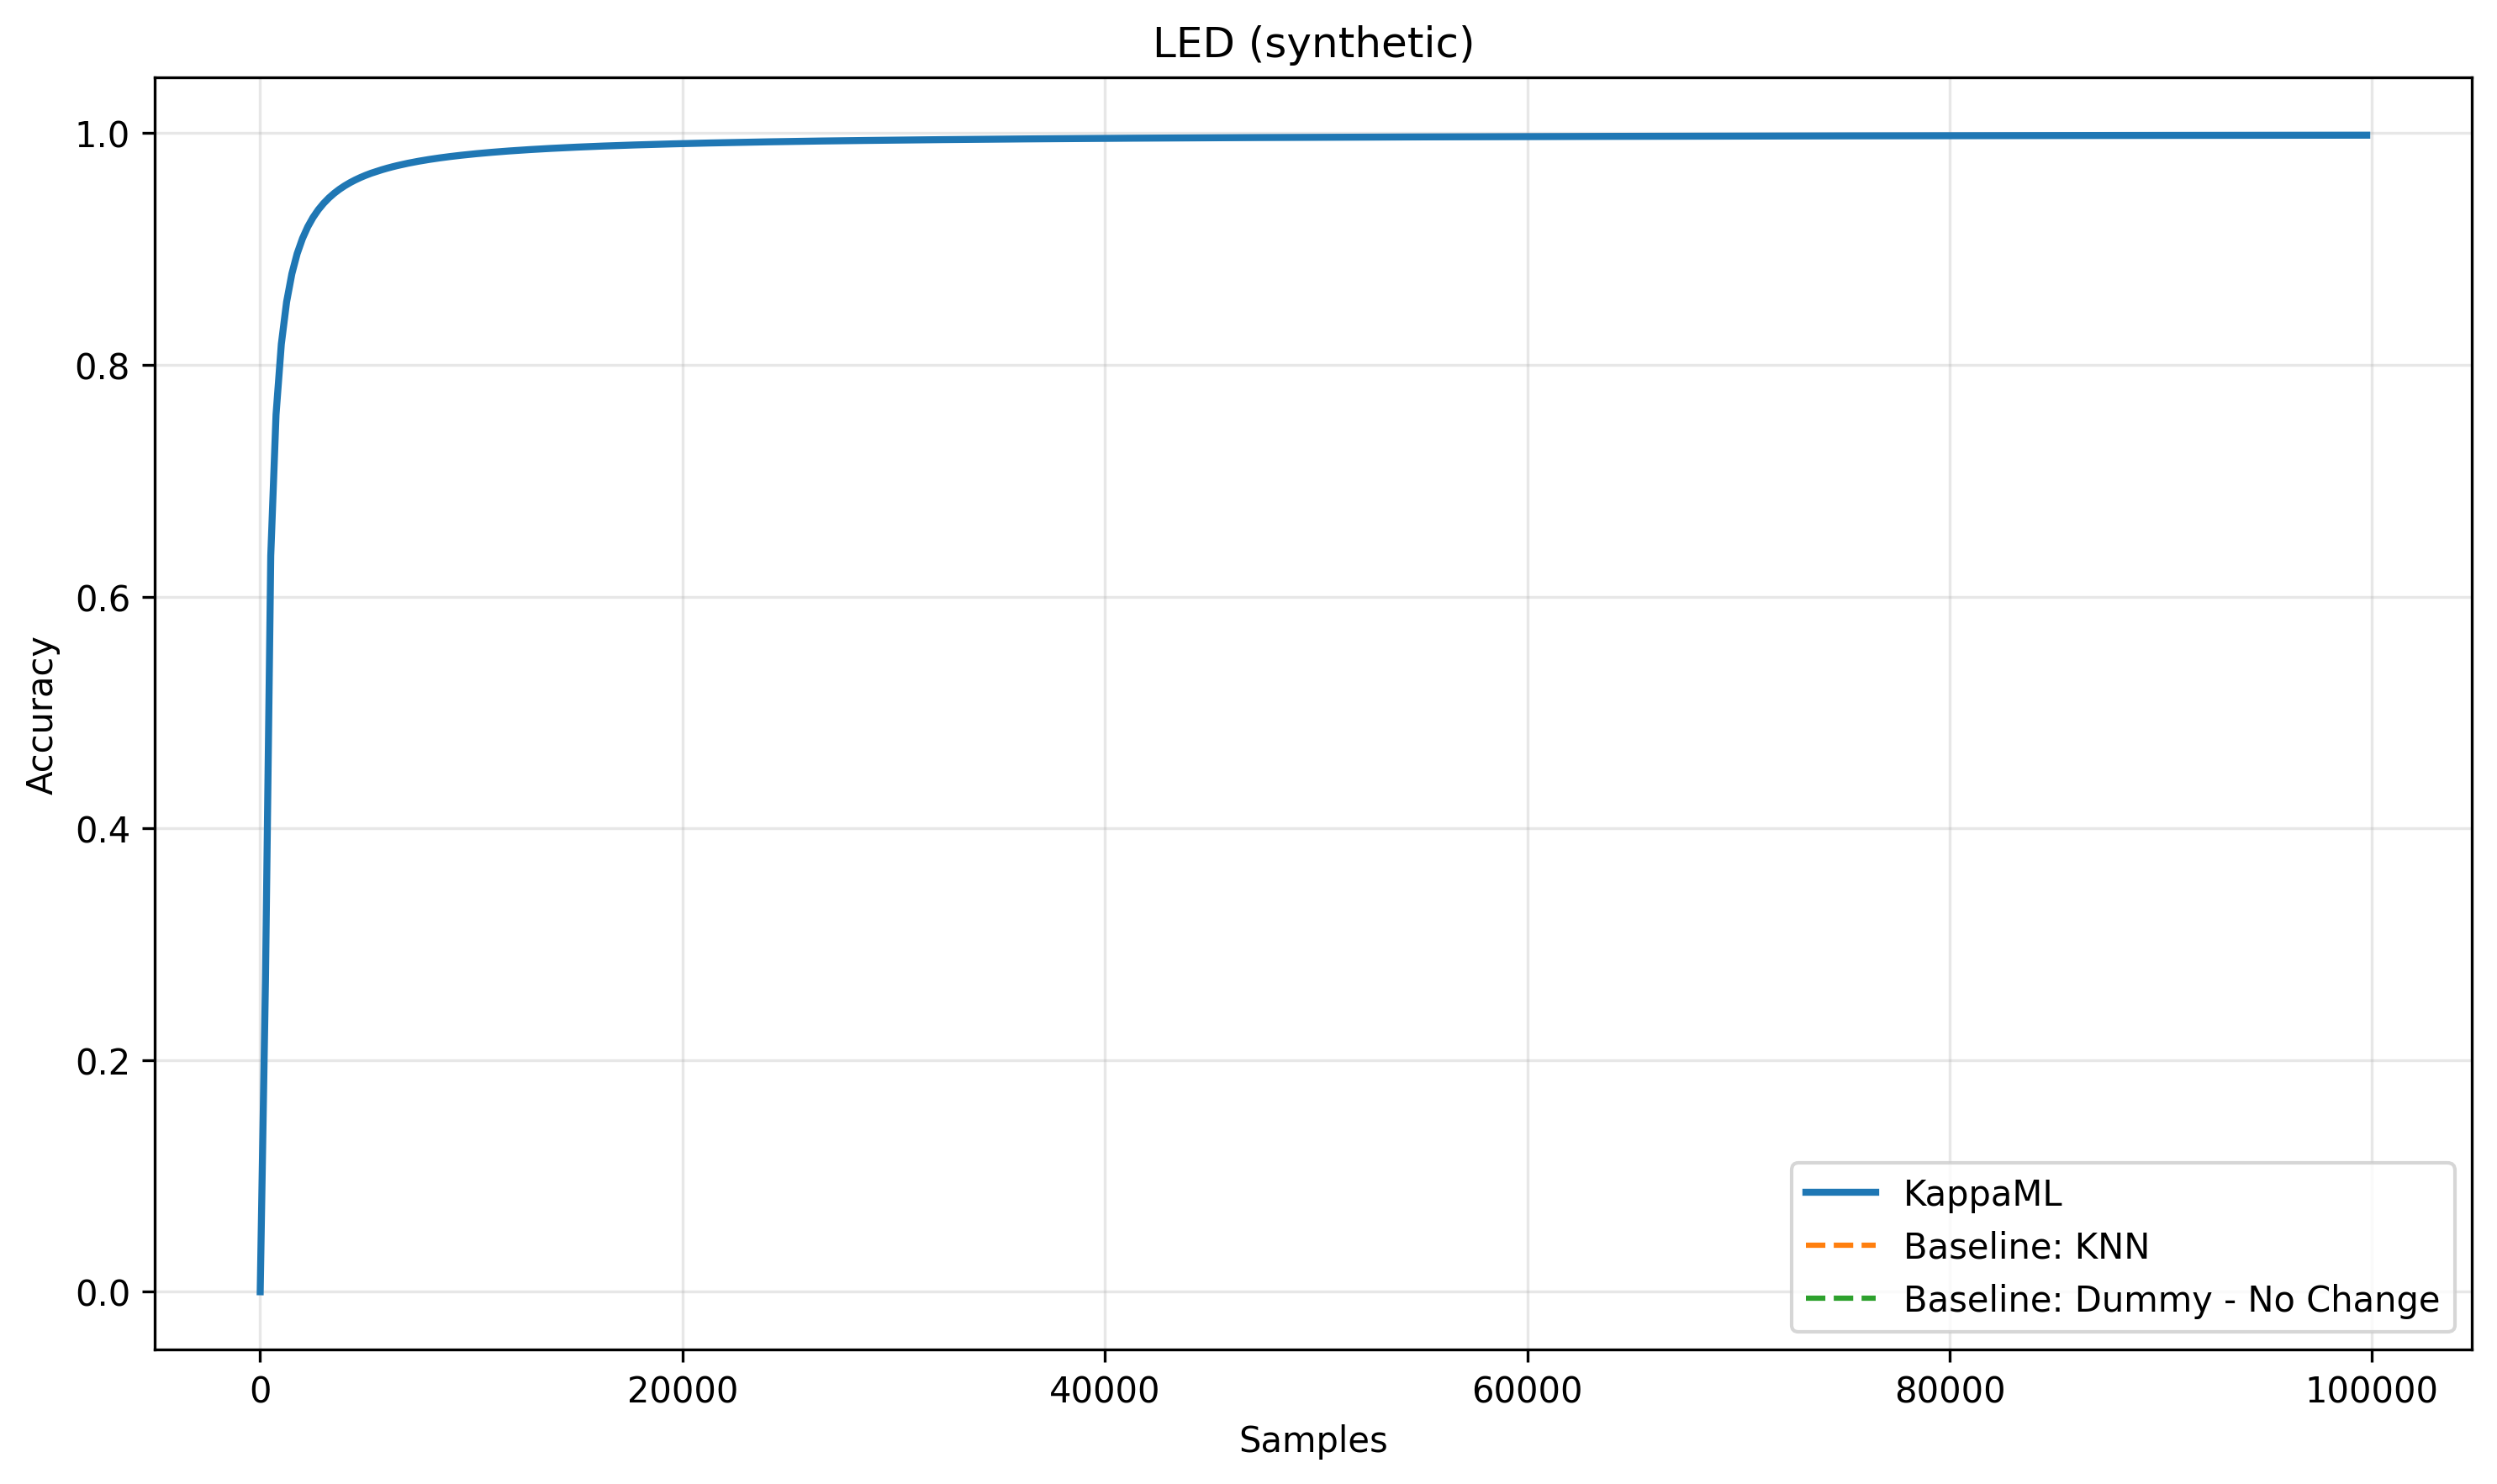 LED (synthetic)
1.0
0.8
0.6
0.4
0.2
0.0
Accuracy
0
20000
40000
60000
80000
100000
Samples
KappaML
Baseline: KNN
Baseline: Dummy - No Change